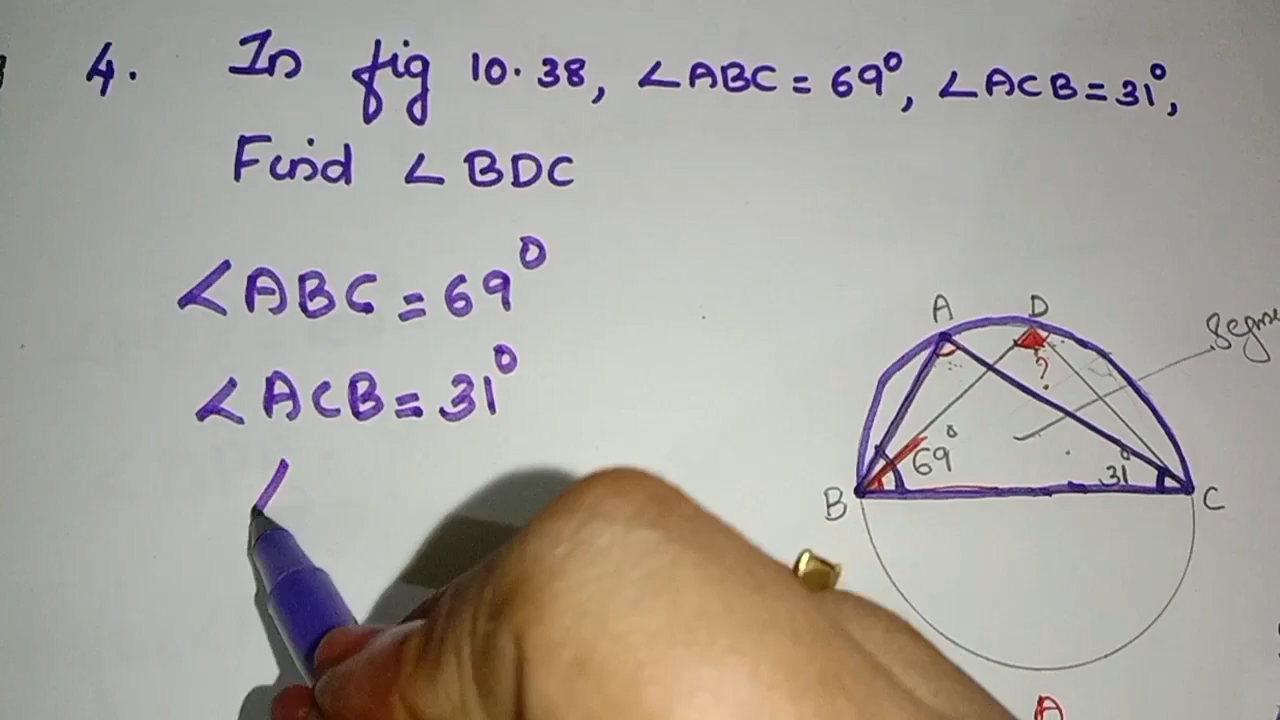 4. In fig 10.38, ∠ABC = 69°, ∠ACB = 31°,
Find ∠BDC
∠ABC = 69°
∠ACB = 31°
A D
?
69°
31°
B C
A